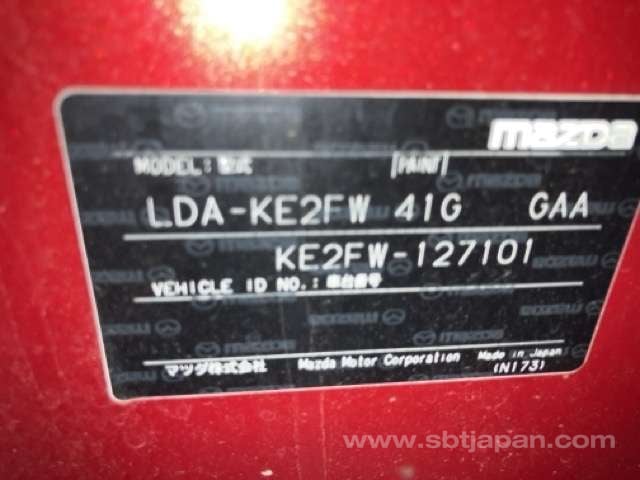 mazda
MODEL: 型式 PAINT
LDA-KE2FW 41G GAA
KE2FW-127101
VEHICLE ID NO.: 車台番号
マツダ株式会社 Mazda Motor Corporation Made in Japan
(N173)
www.sbtjapan.com